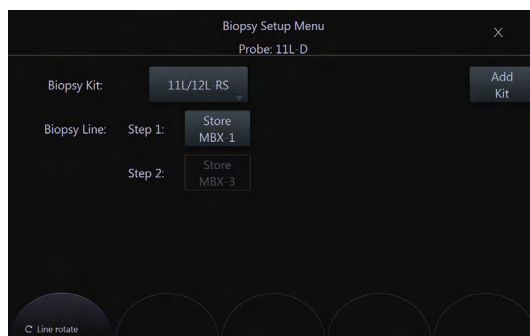 Biopsy Setup Menu
X
Probe: 11L-D
Biopsy Kit:
11L/12L-RS
Add
Kit
Biopsy Line:
Step 1:
Store
MBX-1
Step 2:
Store
MBX-3
Line rotate